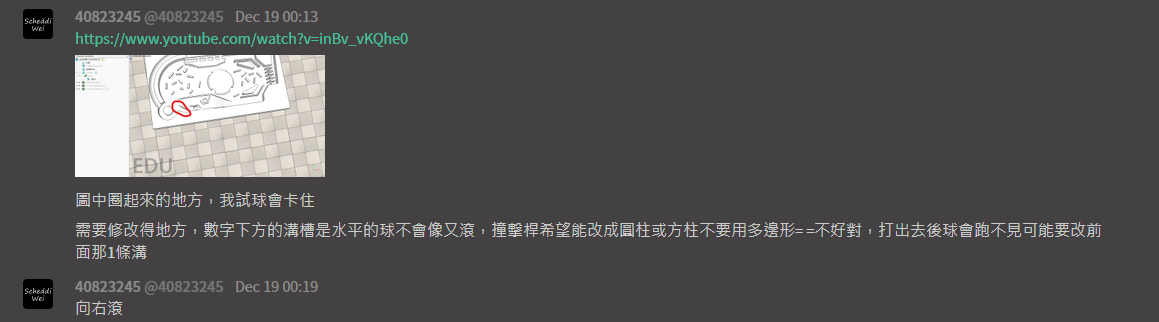 Scheddi
Wei
40823245 @40823245 Dec 19 00:13
https://www.youtube.com/watch?v=inBv_vKQhe0
EDU
圖中圈起來的地方，我試球會卡住
需要修改得地方，數字下方的溝槽是水平的球不會像又滾，撞擊桿希望能改成圓柱或方柱不要用多邊形==不好對，打出去後球會跑不見可能要改前
面那1條溝
Scheddi
Wei
40823245 @40823245 Dec 19 00:19
向右滾